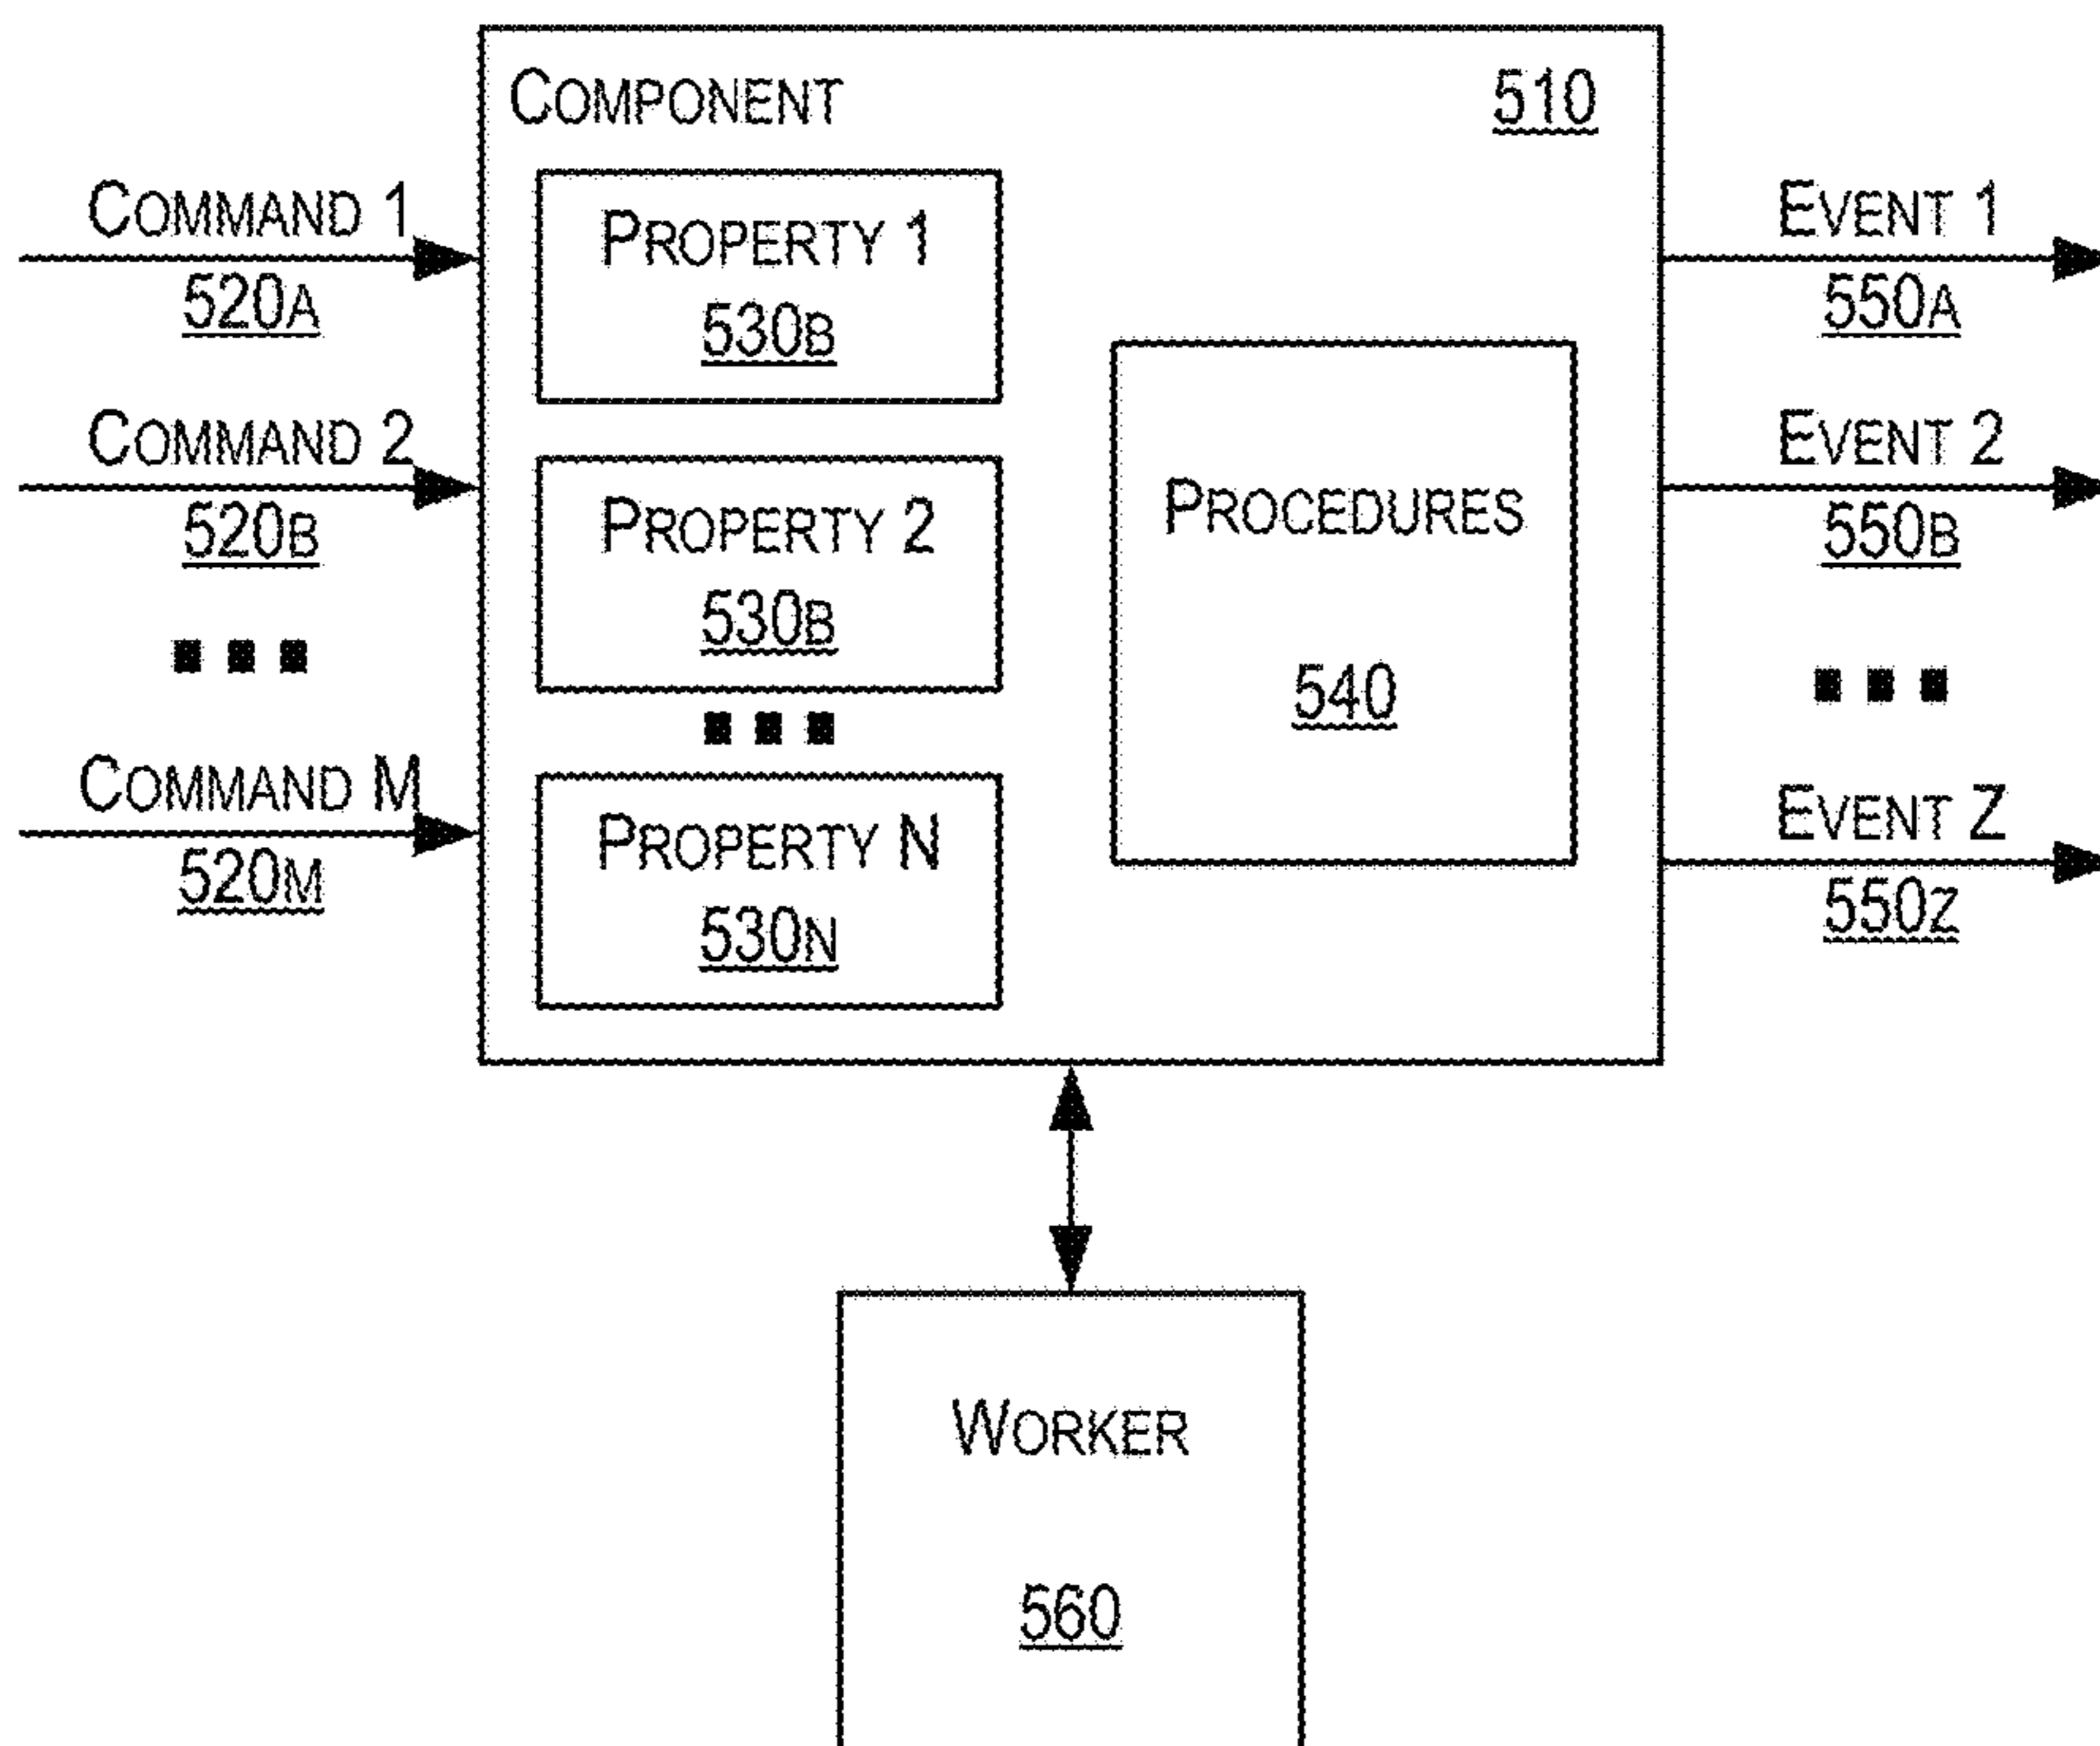 COMPONENT 510
COMMAND 1
520A
COMMAND 2
520B
COMMAND M
520M
PROPERTY 1
530B
PROPERTY 2
530B
PROPERTY N
530N
PROCEDURES
540
EVENT 1
550A
EVENT 2
550B
EVENT Z
550Z
WORKER
560